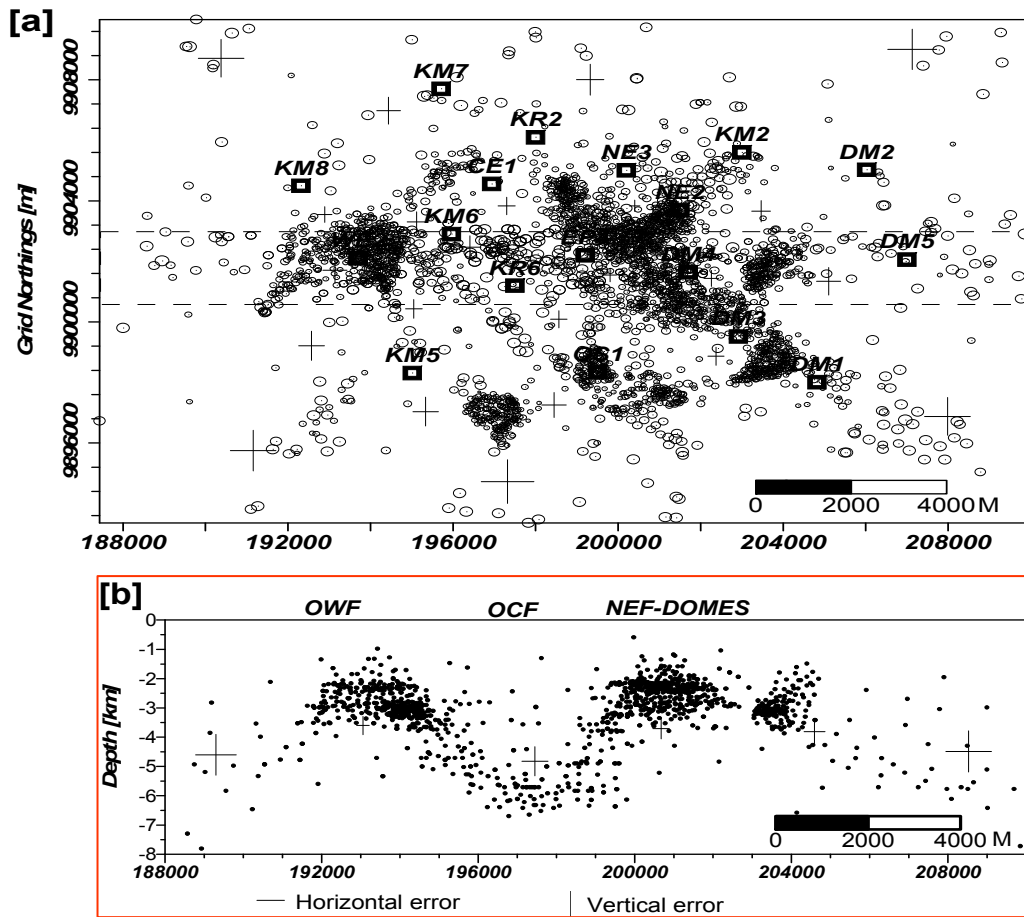 [a]
Grid Northings [m]
9908000
9904000
9900000
9896000
KM7
KR2
KM2
NE3
DM2
CE1
KM8
NE2
KM6
DM5
DM4
KR6
DM3
KM5
DM1
0 2000 4000 M
188000 192000 196000 200000 204000 208000
[b]
OWF OCF NEF-DOMES
Depth [km]
0
-1
-2
-3
-4
-5
-6
-7
-8
0 2000 4000 M
188000 192000 196000 200000 204000 208000
Horizontal error Vertical error